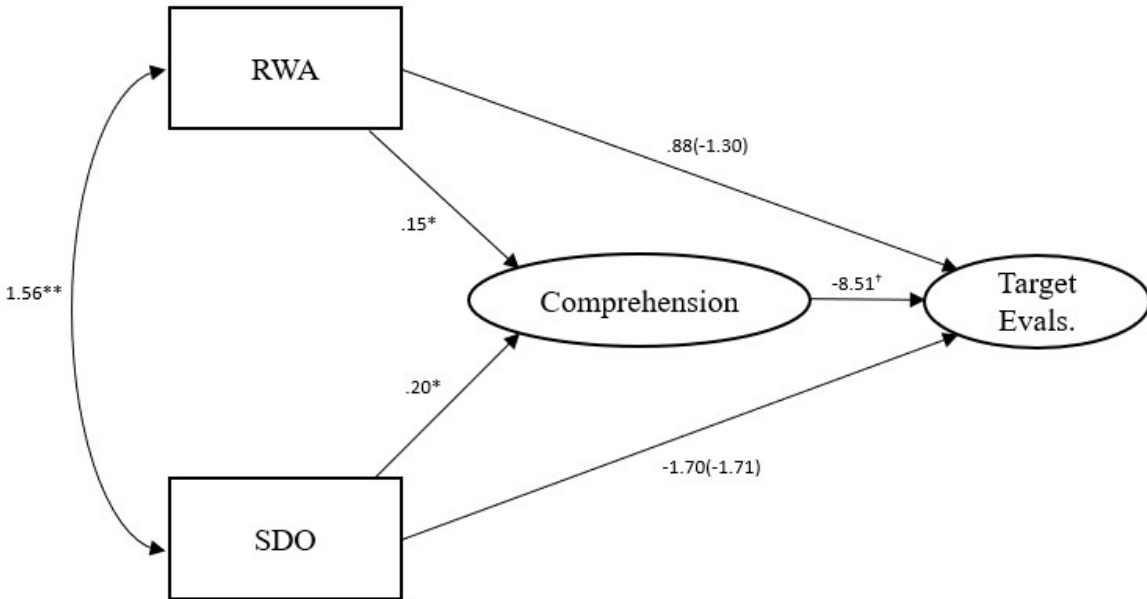 RWA
.88(-1.30)
.15*
1.56**
Comprehension
-8.51†
Target
Evals.
.20*
-1.70(-1.71)
SDO